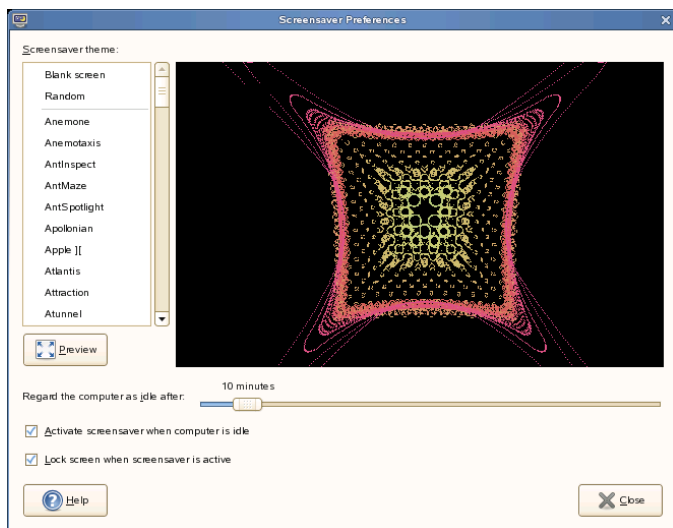 Screensaver Preferences
Screensaver theme:
Blank screen
Random
Anemone
Anemotaxis
AntInspect
AntMaze
AntSpotlight
Apollonian
Apple ][
Atlantis
Attraction
Atunnel
Preview
10 minutes
Regard the computer as idle after:
Activate screensaver when computer is idle
Lock screen when screensaver is active
Help
Close